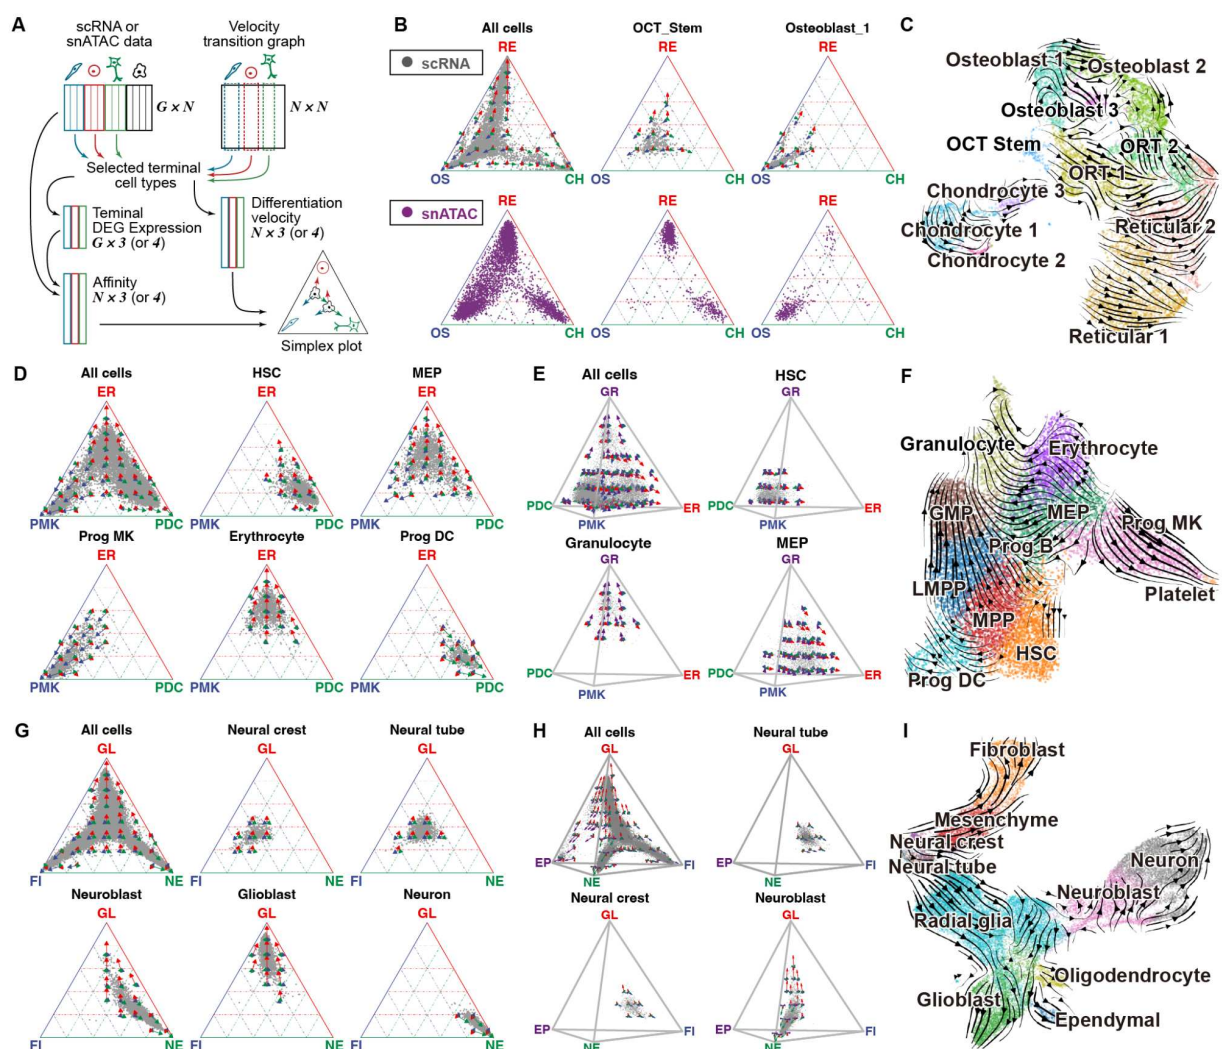 A
scRNA or
snATAC data
Velocity
transition graph
G × N
N × N
Selected terminal
cell types
Teminal
DEG Expression
G × 3 (or 4)
Differentiation
velocity
N × 3 (or 4)
Affinity
N × 3 (or 4)
Simplex plot
B
All cells
OCT_Stem
Osteoblast_1
scRNA
RE
RE
RE
OS
CH
OS
CH
OS
CH
snATAC
RE
RE
RE
OS
CH
OS
CH
OS
CH
C
Osteoblast 1
Osteoblast 2
Osteoblast 3
OCT Stem
ORT 2
ORT 1
Chondrocyte 3
Chondrocyte 1
Reticular 2
Chondrocyte 2
Reticular 1
D
All cells
HSC
MEP
ER
ER
ER
PMK
PDC
PMK
PDC
PMK
PDC
Prog MK
Erythrocyte
Prog DC
ER
ER
ER
PMK
PDC
PMK
PDC
PMK
PDC
E
All cells
HSC
GR
GR
PDC
ER
PDC
ER
PMK
PMK
Granulocyte
MEP
GR
GR
PDC
ER
PDC
ER
PMK
PMK
F
Granulocyte
Erythrocyte
GMP
MEP
Prog MK
Prog B
LMPP
Platelet
MPP
HSC
Prog DC
G
All cells
Neural crest
Neural tube
GL
GL
GL
FI
NE
FI
NE
FI
NE
Neuroblast
Glioblast
Neuron
GL
GL
GL
FI
NE
FI
NE
FI
NE
H
All cells
Neural tube
GL
GL
EP
FI
EP
FI
NE
NE
Neural crest
Neuroblast
GL
GL
EP
FI
EP
FI
NE
NE
I
Fibroblast
Mesenchyme
Neural crest
Neural tube
Neuron
Neuroblast
Radial glia
Oligodendrocyte
Glioblast
Ependymal